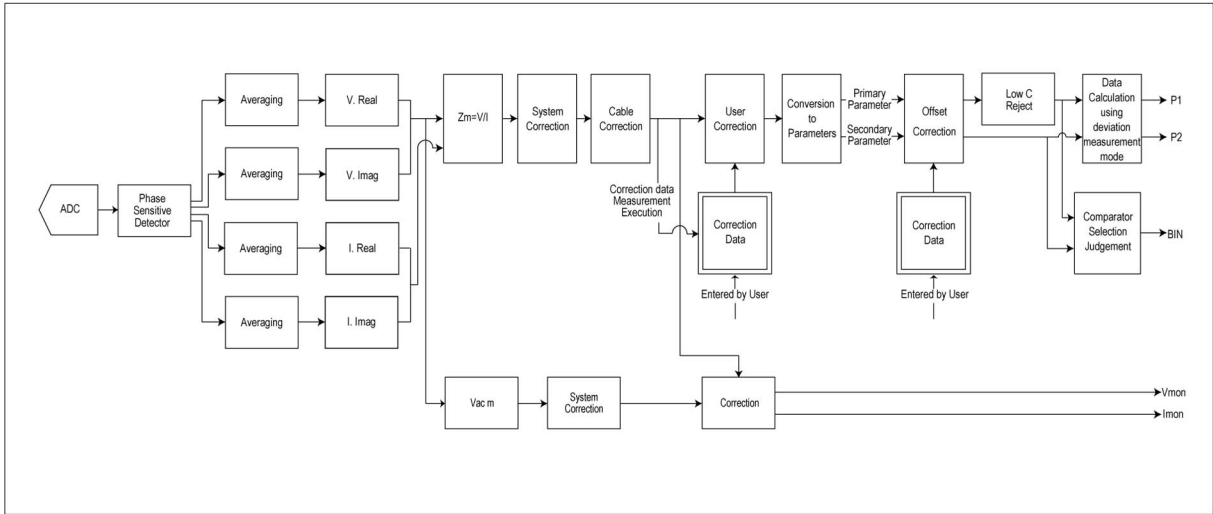 ADC
Phase
Sensitive
Detector
Averaging
V. Real
Averaging
V. Imag
Averaging
I. Real
Averaging
I. Imag
Zm=V/I
System
Correction
Cable
Correction
Correction data
Measurement
Execution
User
Correction
Correction
Data
Entered by User
Conversion
to
Parameters
Primary
Parameter
Secondary
Parameter
Offset
Correction
Correction
Data
Entered by User
Low C
Reject
Data
Calculation
using
deviation
measurement
mode
P1
P2
Comparator
Selection
Judgement
BIN
Vac m
System
Correction
Correction
Vmon
Imon